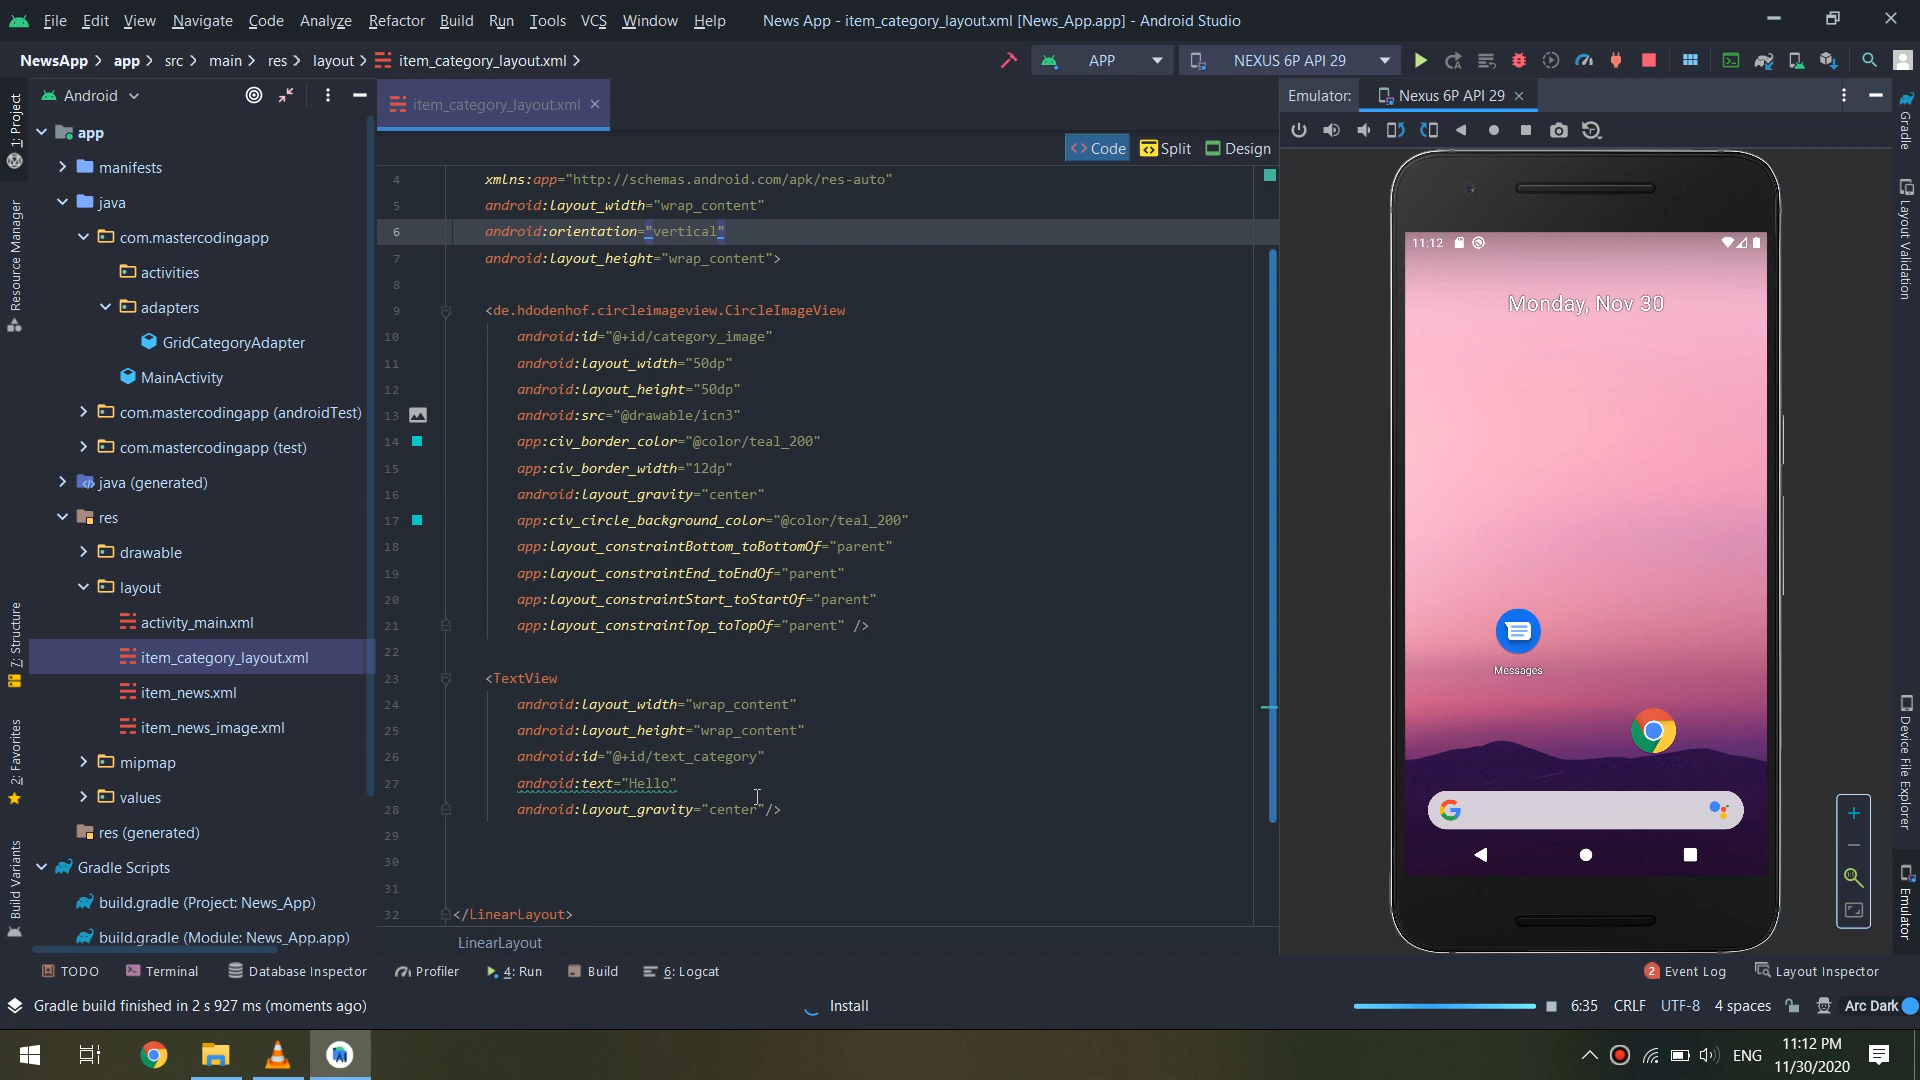 File Edit View Navigate Code Analyze Refactor Build Run Tools VCS Window Help News App - item_category_layout.xml [News_App.app] - Android Studio
NewsApp app src main res layout item_category_layout.xml APP NEXUS 6P API 29
Android
item_category_layout.xml
Emulator: Nexus 6P API 29
Code Split Design
1: Project
Resource Manager
7: Structure
2: Favorites
Build Variants
app
manifests
java
com.mastercodingapp
activities
adapters
GridCategoryAdapter
MainActivity
com.mastercodingapp (androidTest)
com.mastercodingapp (test)
java (generated)
res
drawable
layout
activity_main.xml
item_category_layout.xml
item_news.xml
item_news_image.xml
mipmap
values
res (generated)
Gradle Scripts
build.gradle (Project: News_App)
build.gradle (Module: News_App.app)
4 xmlns:app="http://schemas.android.com/apk/res-auto"
5 android:layout_width="wrap_content"
6 android:orientation="vertical"
7 android:layout_height="wrap_content">
8
9 <de.hdodenhof.circleimageview.CircleImageView
10 android:id="@+id/category_image"
11 android:layout_width="50dp"
12 android:layout_height="50dp"
13 android:src="@drawable/icn3"
14 app:civ_border_color="@color/teal_200"
15 app:civ_border_width="12dp"
16 android:layout_gravity="center"
17 app:civ_circle_background_color="@color/teal_200"
18 app:layout_constraintBottom_toBottomOf="parent"
19 app:layout_constraintEnd_toEndOf="parent"
20 app:layout_constraintStart_toStartOf="parent"
21 app:layout_constraintTop_toTopOf="parent" />
22
23 <TextView
24 android:layout_width="wrap_content"
25 android:layout_height="wrap_content"
26 android:id="@+id/text_category"
27 android:text="Hello"
28 android:layout_gravity="center"/>
29
30
31
32 </LinearLayout>
LinearLayout
11:12
Monday, Nov 30
Messages
Gradle
Layout Validation
Device File Explorer
Emulator
TODO Terminal Database Inspector Profiler 4: Run Build 6: Logcat 2 Event Log Layout Inspector
Gradle build finished in 2 s 927 ms (moments ago) Install 6:35 CRLF UTF-8 4 spaces Arc Dark
ENG
11:12 PM
11/30/2020